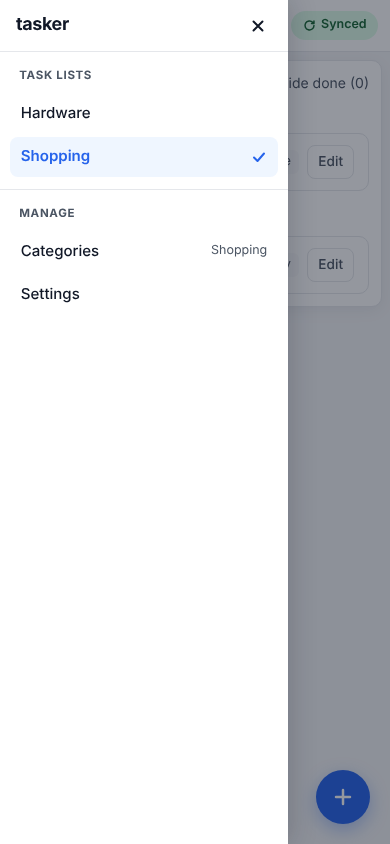 tasker
Synced
TASK LISTS
ide done (0)
Hardware
Shopping
Edit
MANAGE
Categories
Shopping
Edit
Settings